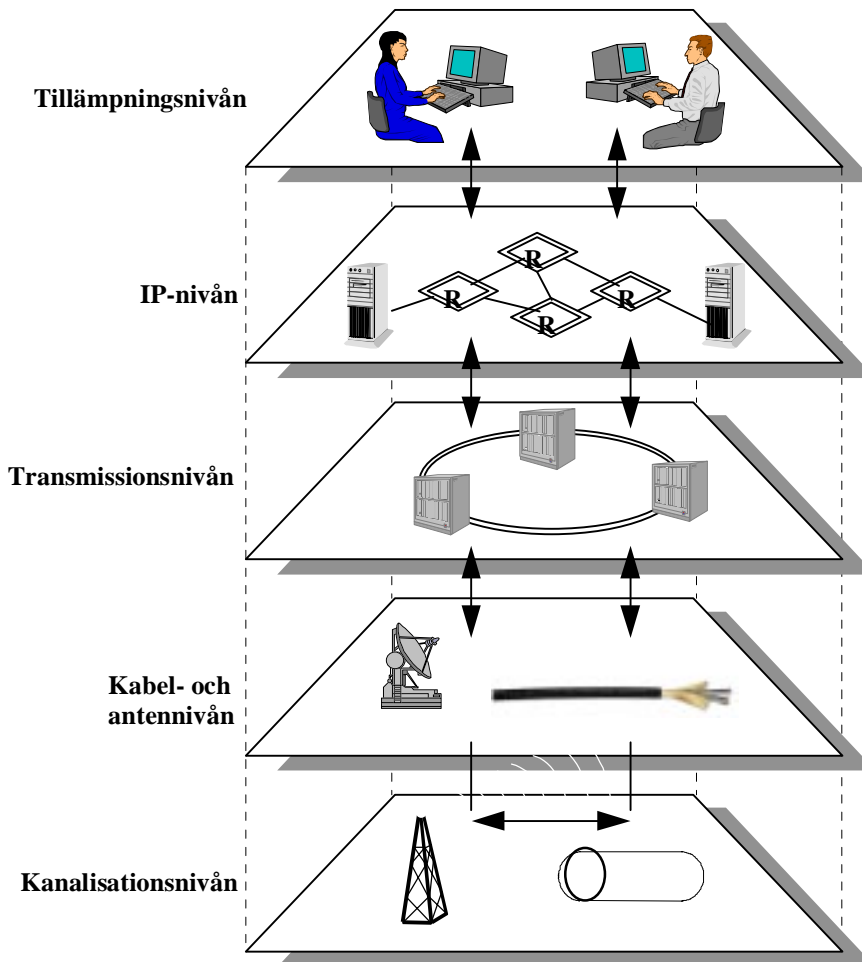 Tillämpningsnivån
IP-nivån
R
R
R
R
Transmissionsnivån
Kabel- och
antennivån
Kanalisationsnivån